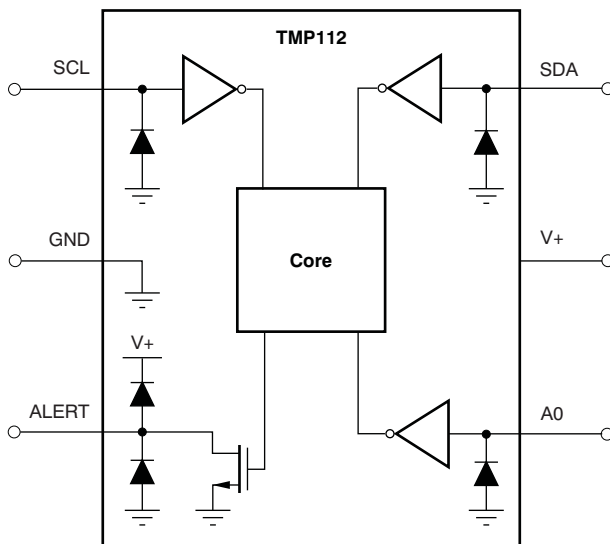 TMP112
SCL
SDA
GND
Core
V+
V+
ALERT
A0